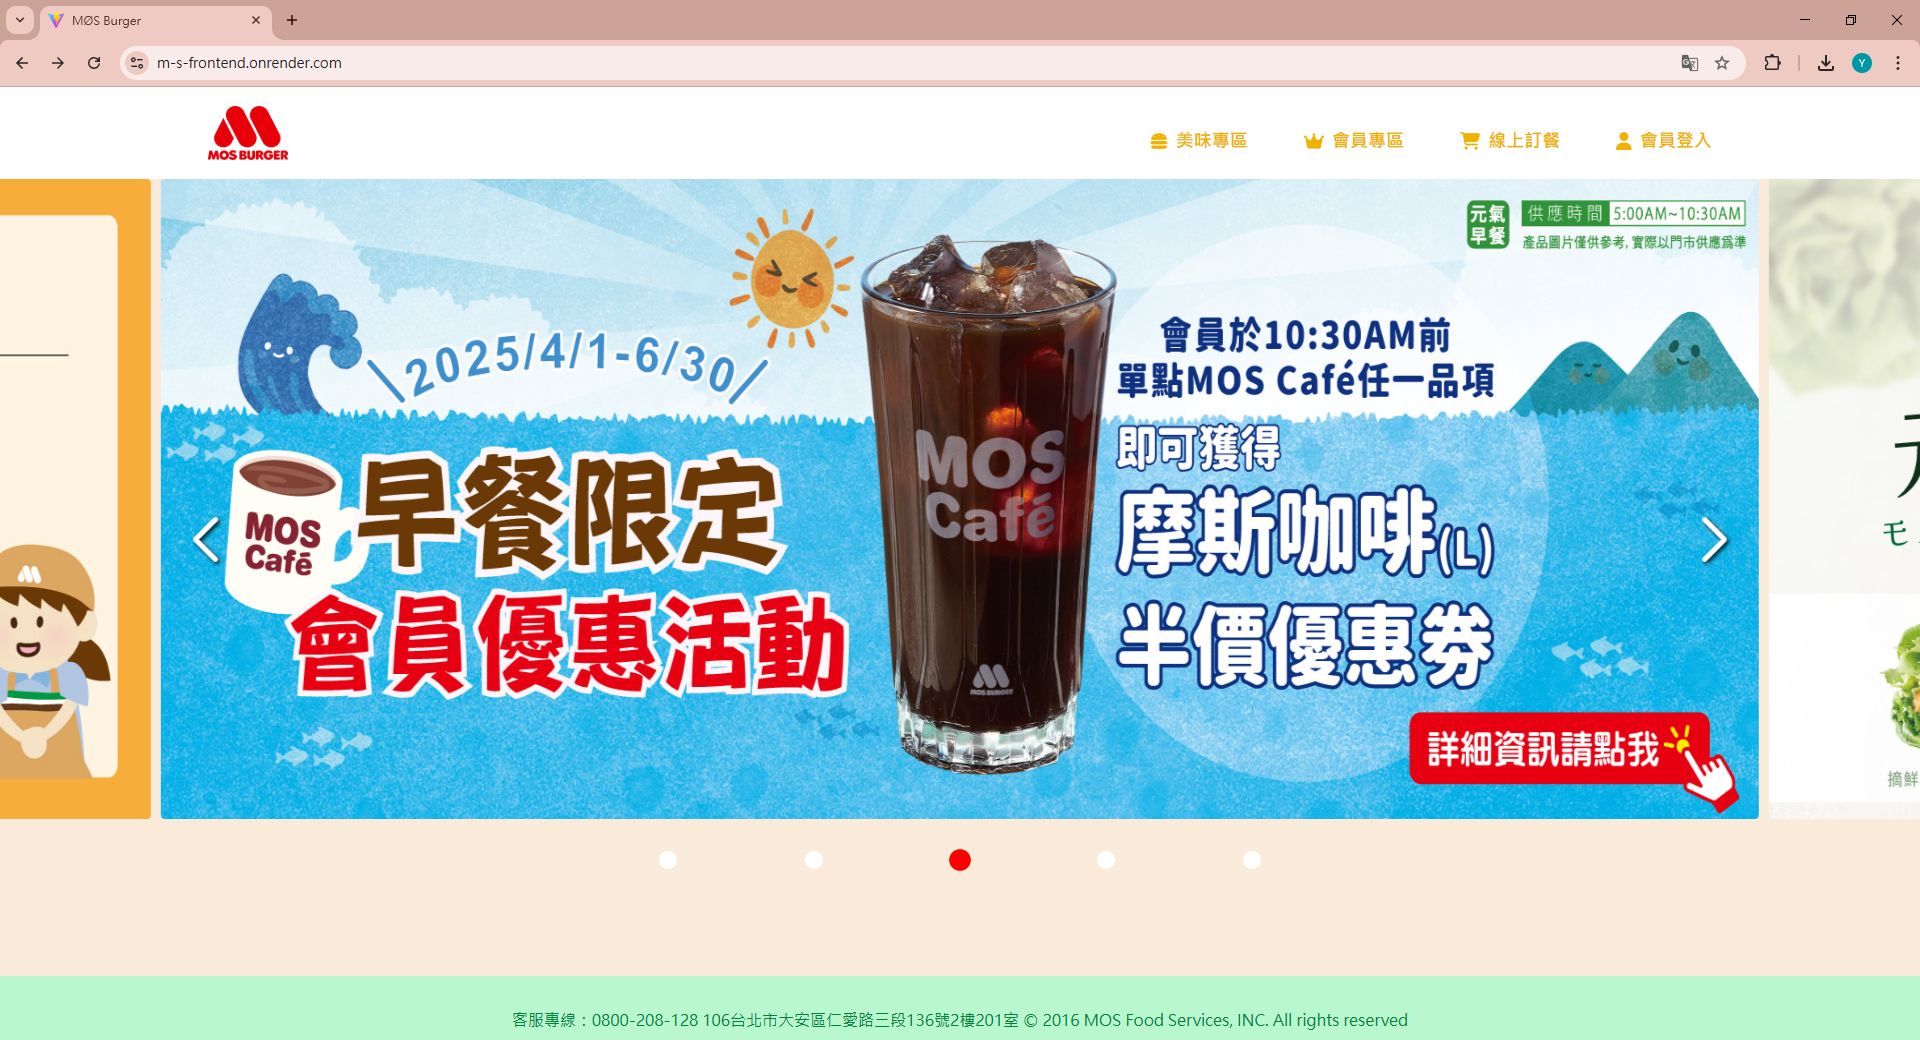 MØS Burger
m-s-frontend.onrender.com
Y
MOS BURGER
美味專區
會員專區
線上訂餐
會員登入
元氣
早餐
供應時間 5:00AM~10:30AM
產品圖片僅供參考, 實際以門市供應為準
2025/4/1-6/30
會員於10:30AM前
單點MOS Café任一品項
即可獲得
摩斯咖啡(L)
半價優惠券
MOS
Café
早餐限定
會員優惠活動
MOS
Café
MOS BURGER
詳細資訊請點我
モ
摘鮮
客服專線：0800-208-128 106台北市大安區仁愛路三段136號2樓201室 © 2016 MOS Food Services, INC. All rights reserved